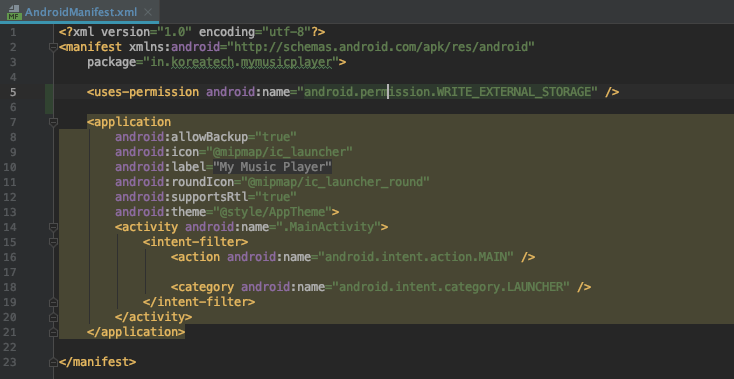 AndroidManifest.xml
1 <?xml version="1.0" encoding="utf-8"?>
2 <manifest xmlns:android="http://schemas.android.com/apk/res/android"
3 package="in.koreatech.mymusicplayer">
4
5 <uses-permission android:name="android.permission.WRITE_EXTERNAL_STORAGE" />
6
7 <application
8 android:allowBackup="true"
9 android:icon="@mipmap/ic_launcher"
10 android:label="My Music Player"
11 android:roundIcon="@mipmap/ic_launcher_round"
12 android:supportsRtl="true"
13 android:theme="@style/AppTheme">
14 <activity android:name=".MainActivity">
15 <intent-filter>
16 <action android:name="android.intent.action.MAIN" />
17
18 <category android:name="android.intent.category.LAUNCHER" />
19 </intent-filter>
20 </activity>
21 </application>
22
23 </manifest>